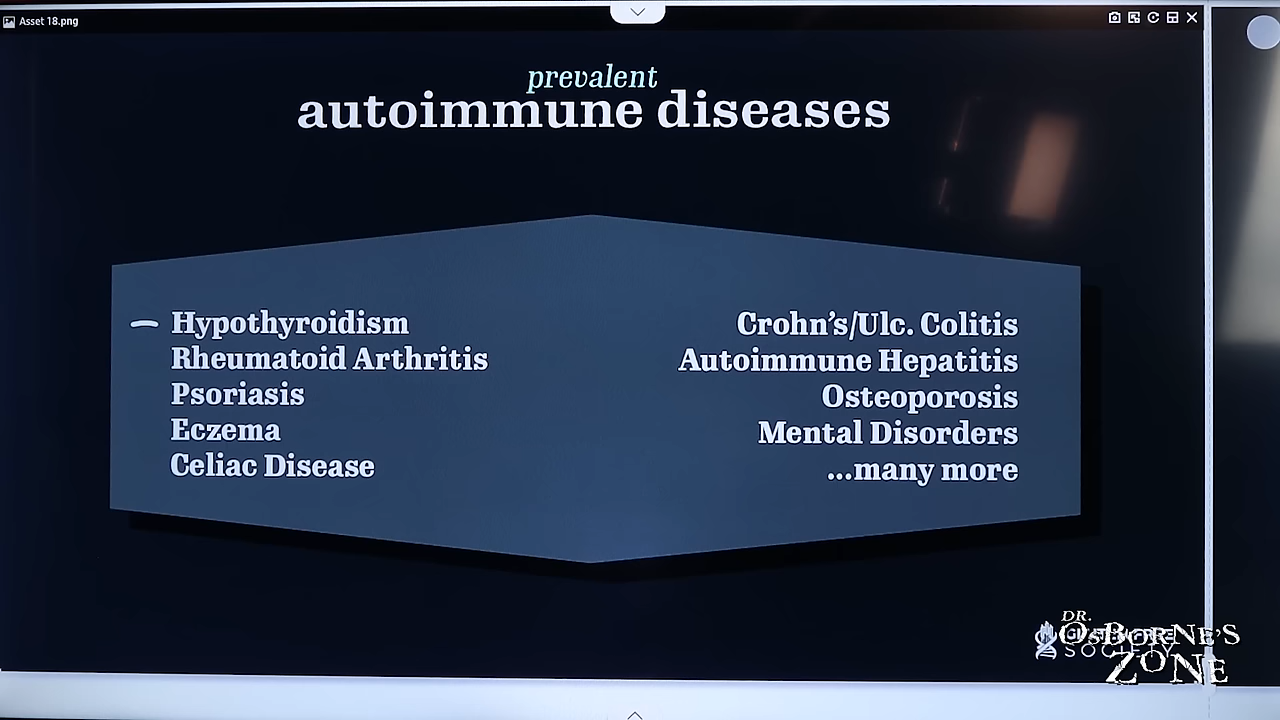 Asset 18.png
prevalent
autoimmune diseases
Hypothyroidism
Rheumatoid Arthritis
Psoriasis
Eczema
Celiac Disease
Crohn's/Ulc. Colitis
Autoimmune Hepatitis
Osteoporosis
Mental Disorders
...many more
DR.
OSBORNE'S
ZONE
SOCIETY